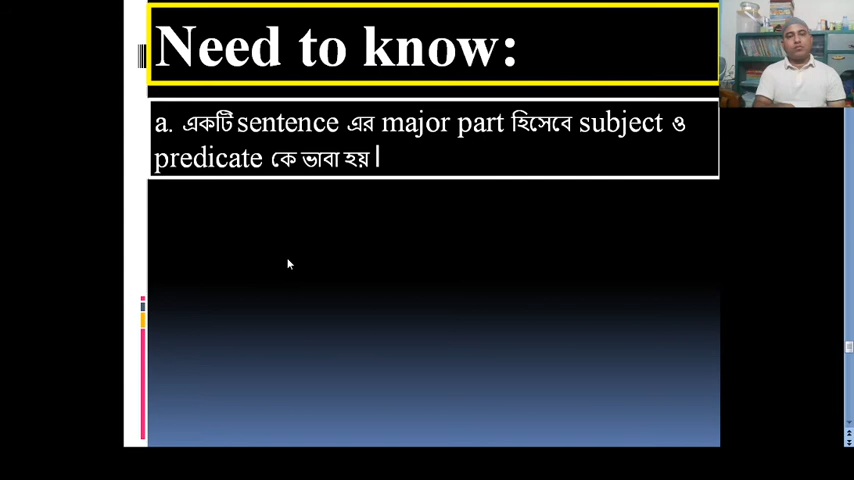 Need to know:
a. একটি sentence এর major part হিসেবে subject ও
predicate কে ভাবা হয়।